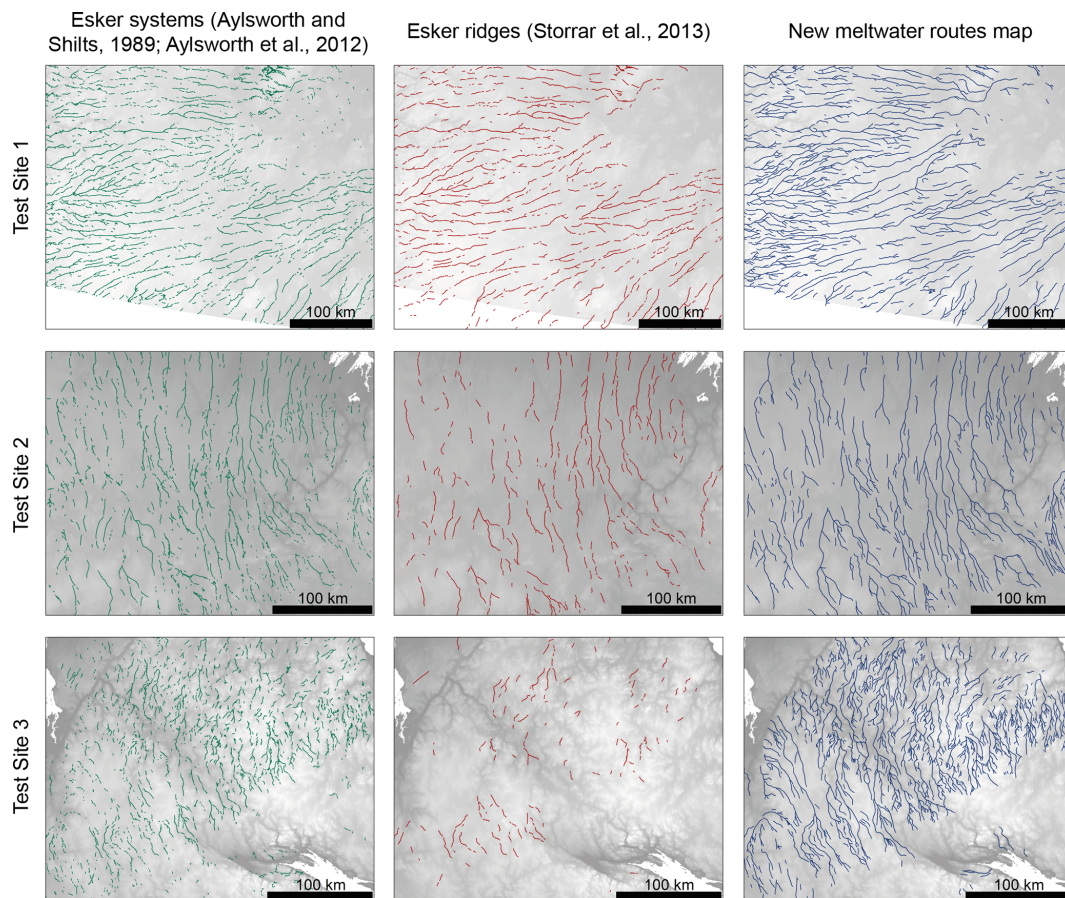 Esker systems (Aylsworth and
Shilts, 1989; Aylsworth et al., 2012)
Esker ridges (Storrar et al., 2013)
New meltwater routes map
Test Site 1
100 km
100 km
100 km
Test Site 2
100 km
100 km
100 km
Test Site 3
100 km
100 km
100 km